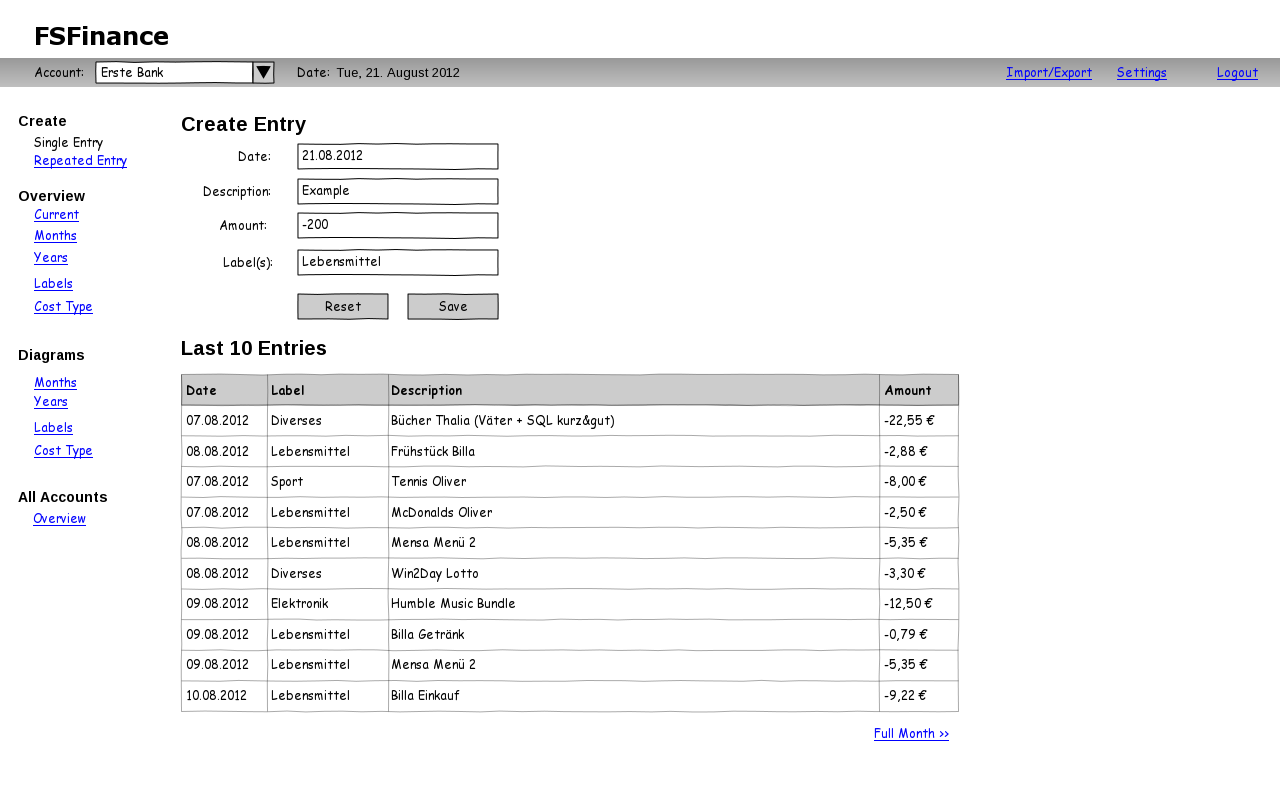 FSFinance
Account: Erste Bank Date: Tue, 21. August 2012 Import/Export Settings Logout
Create
Single Entry
Repeated Entry
Overview
Current
Months
Years
Labels
Cost Type
Diagrams
Months
Years
Labels
Cost Type
All Accounts
Overview
Create Entry
Date: 21.08.2012
Description: Example
Amount: -200
Label(s): Lebensmittel
Reset Save
Last 10 Entries
Date Label Description Amount
07.08.2012 Diverses Bücher Thalia (Väter + SQL kurz&gut) -22,55 €
08.08.2012 Lebensmittel Frühstück Billa -2,88 €
07.08.2012 Sport Tennis Oliver -8,00 €
07.08.2012 Lebensmittel McDonalds Oliver -2,50 €
08.08.2012 Lebensmittel Mensa Menü 2 -5,35 €
08.08.2012 Diverses Win2Day Lotto -3,30 €
09.08.2012 Elektronik Humble Music Bundle -12,50 €
09.08.2012 Lebensmittel Billa Getränk -0,79 €
09.08.2012 Lebensmittel Mensa Menü 2 -5,35 €
10.08.2012 Lebensmittel Billa Einkauf -9,22 €
Full Month >>